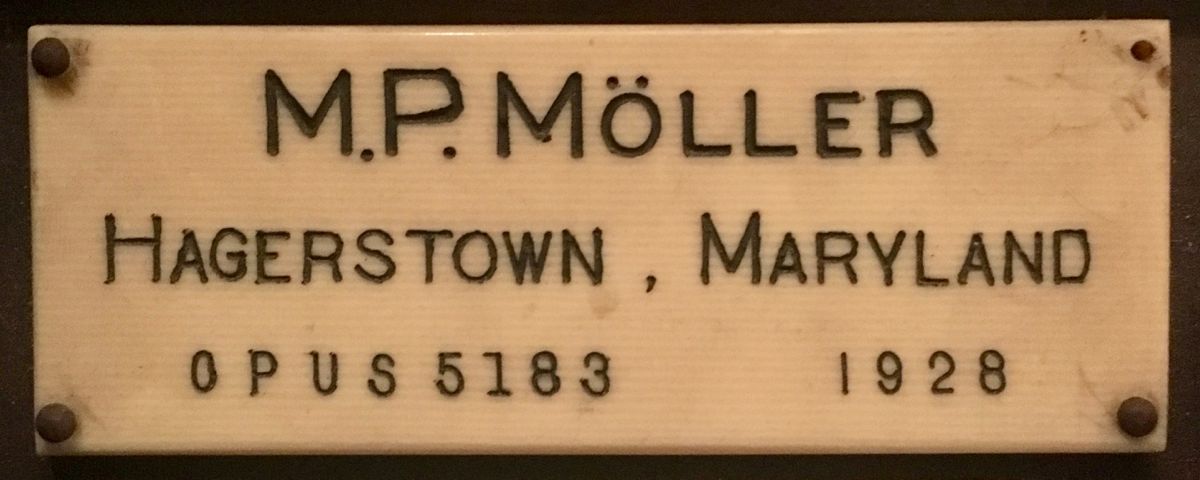 M.P. MÖLLER
HAGERSTOWN, MARYLAND
OPUS 5183 1928